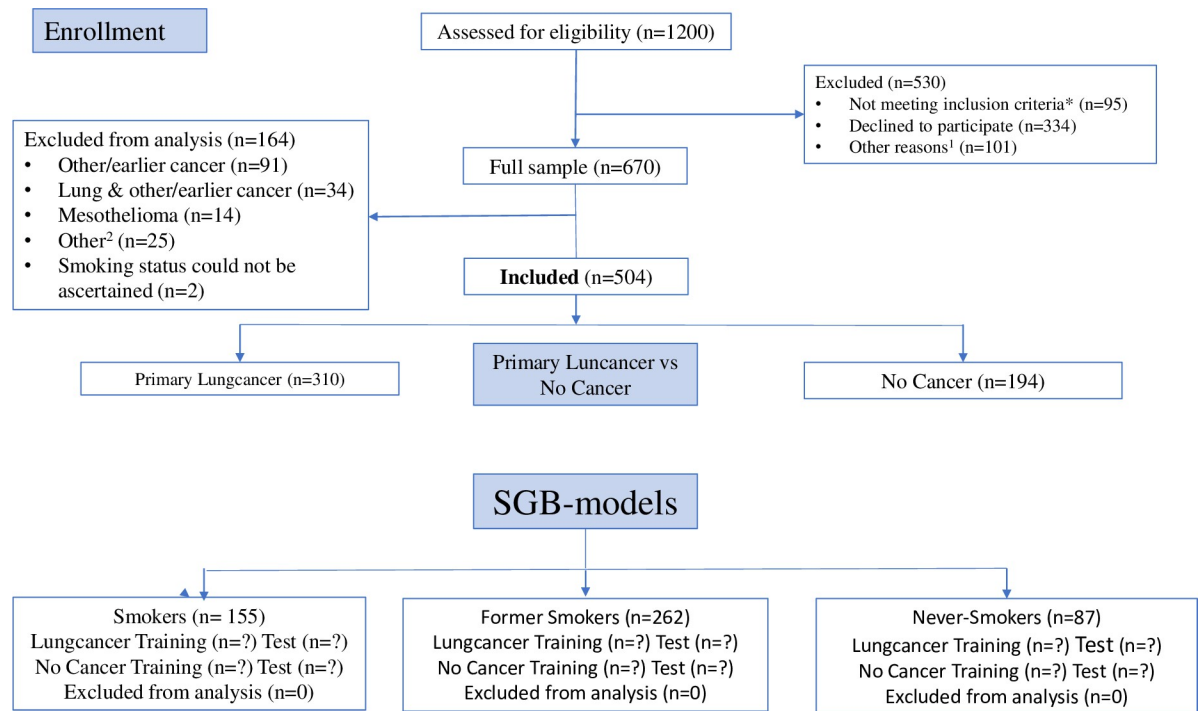 Enrollment
Assessed for eligibility (n=1200)
Excluded (n=530)
• Not meeting inclusion criteria* (n=95)
• Declined to participate (n=334)
• Other reasons¹ (n=101)
Excluded from analysis (n=164)
• Other/earlier cancer (n=91)
• Lung & other/earlier cancer (n=34)
• Mesothelioma (n=14)
• Other² (n=25)
• Smoking status could not be
ascertained (n=2)
Full sample (n=670)
Included (n=504)
Primary Lungcancer (n=310)
Primary Luncancer vs
No Cancer
No Cancer (n=194)
SGB-models
Smokers (n= 155)
Lungcancer Training (n=?) Test (n=?)
No Cancer Training (n=?) Test (n=?)
Excluded from analysis (n=0)
Former Smokers (n=262)
Lungcancer Training (n=?) Test (n=?)
No Cancer Training (n=?) Test (n=?)
Excluded from analysis (n=0)
Never-Smokers (n=87)
Lungcancer Training (n=?) Test (n=?)
No Cancer Training (n=?) Test (n=?)
Excluded from analysis (n=0)